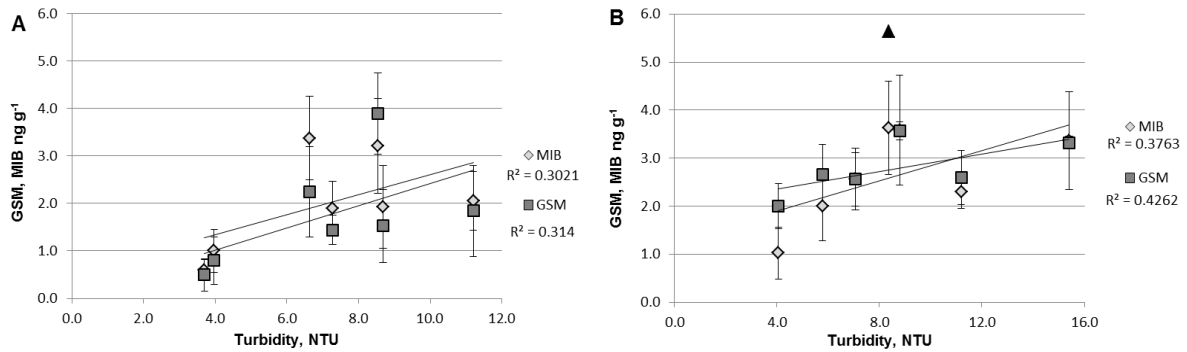 A
6.0
5.0
4.0
3.0
2.0
1.0
0.0
GSM, MIB ng g⁻¹
0.0 2.0 4.0 6.0 8.0 10.0 12.0
Turbidity, NTU
MIB
R² = 0.3021
GSM
R² = 0.314
B
6.0
5.0
4.0
3.0
2.0
1.0
0.0
GSM, MIB ng g⁻¹
0.0 4.0 8.0 12.0 16.0
Turbidity, NTU
MIB
R² = 0.3763
GSM
R² = 0.4262